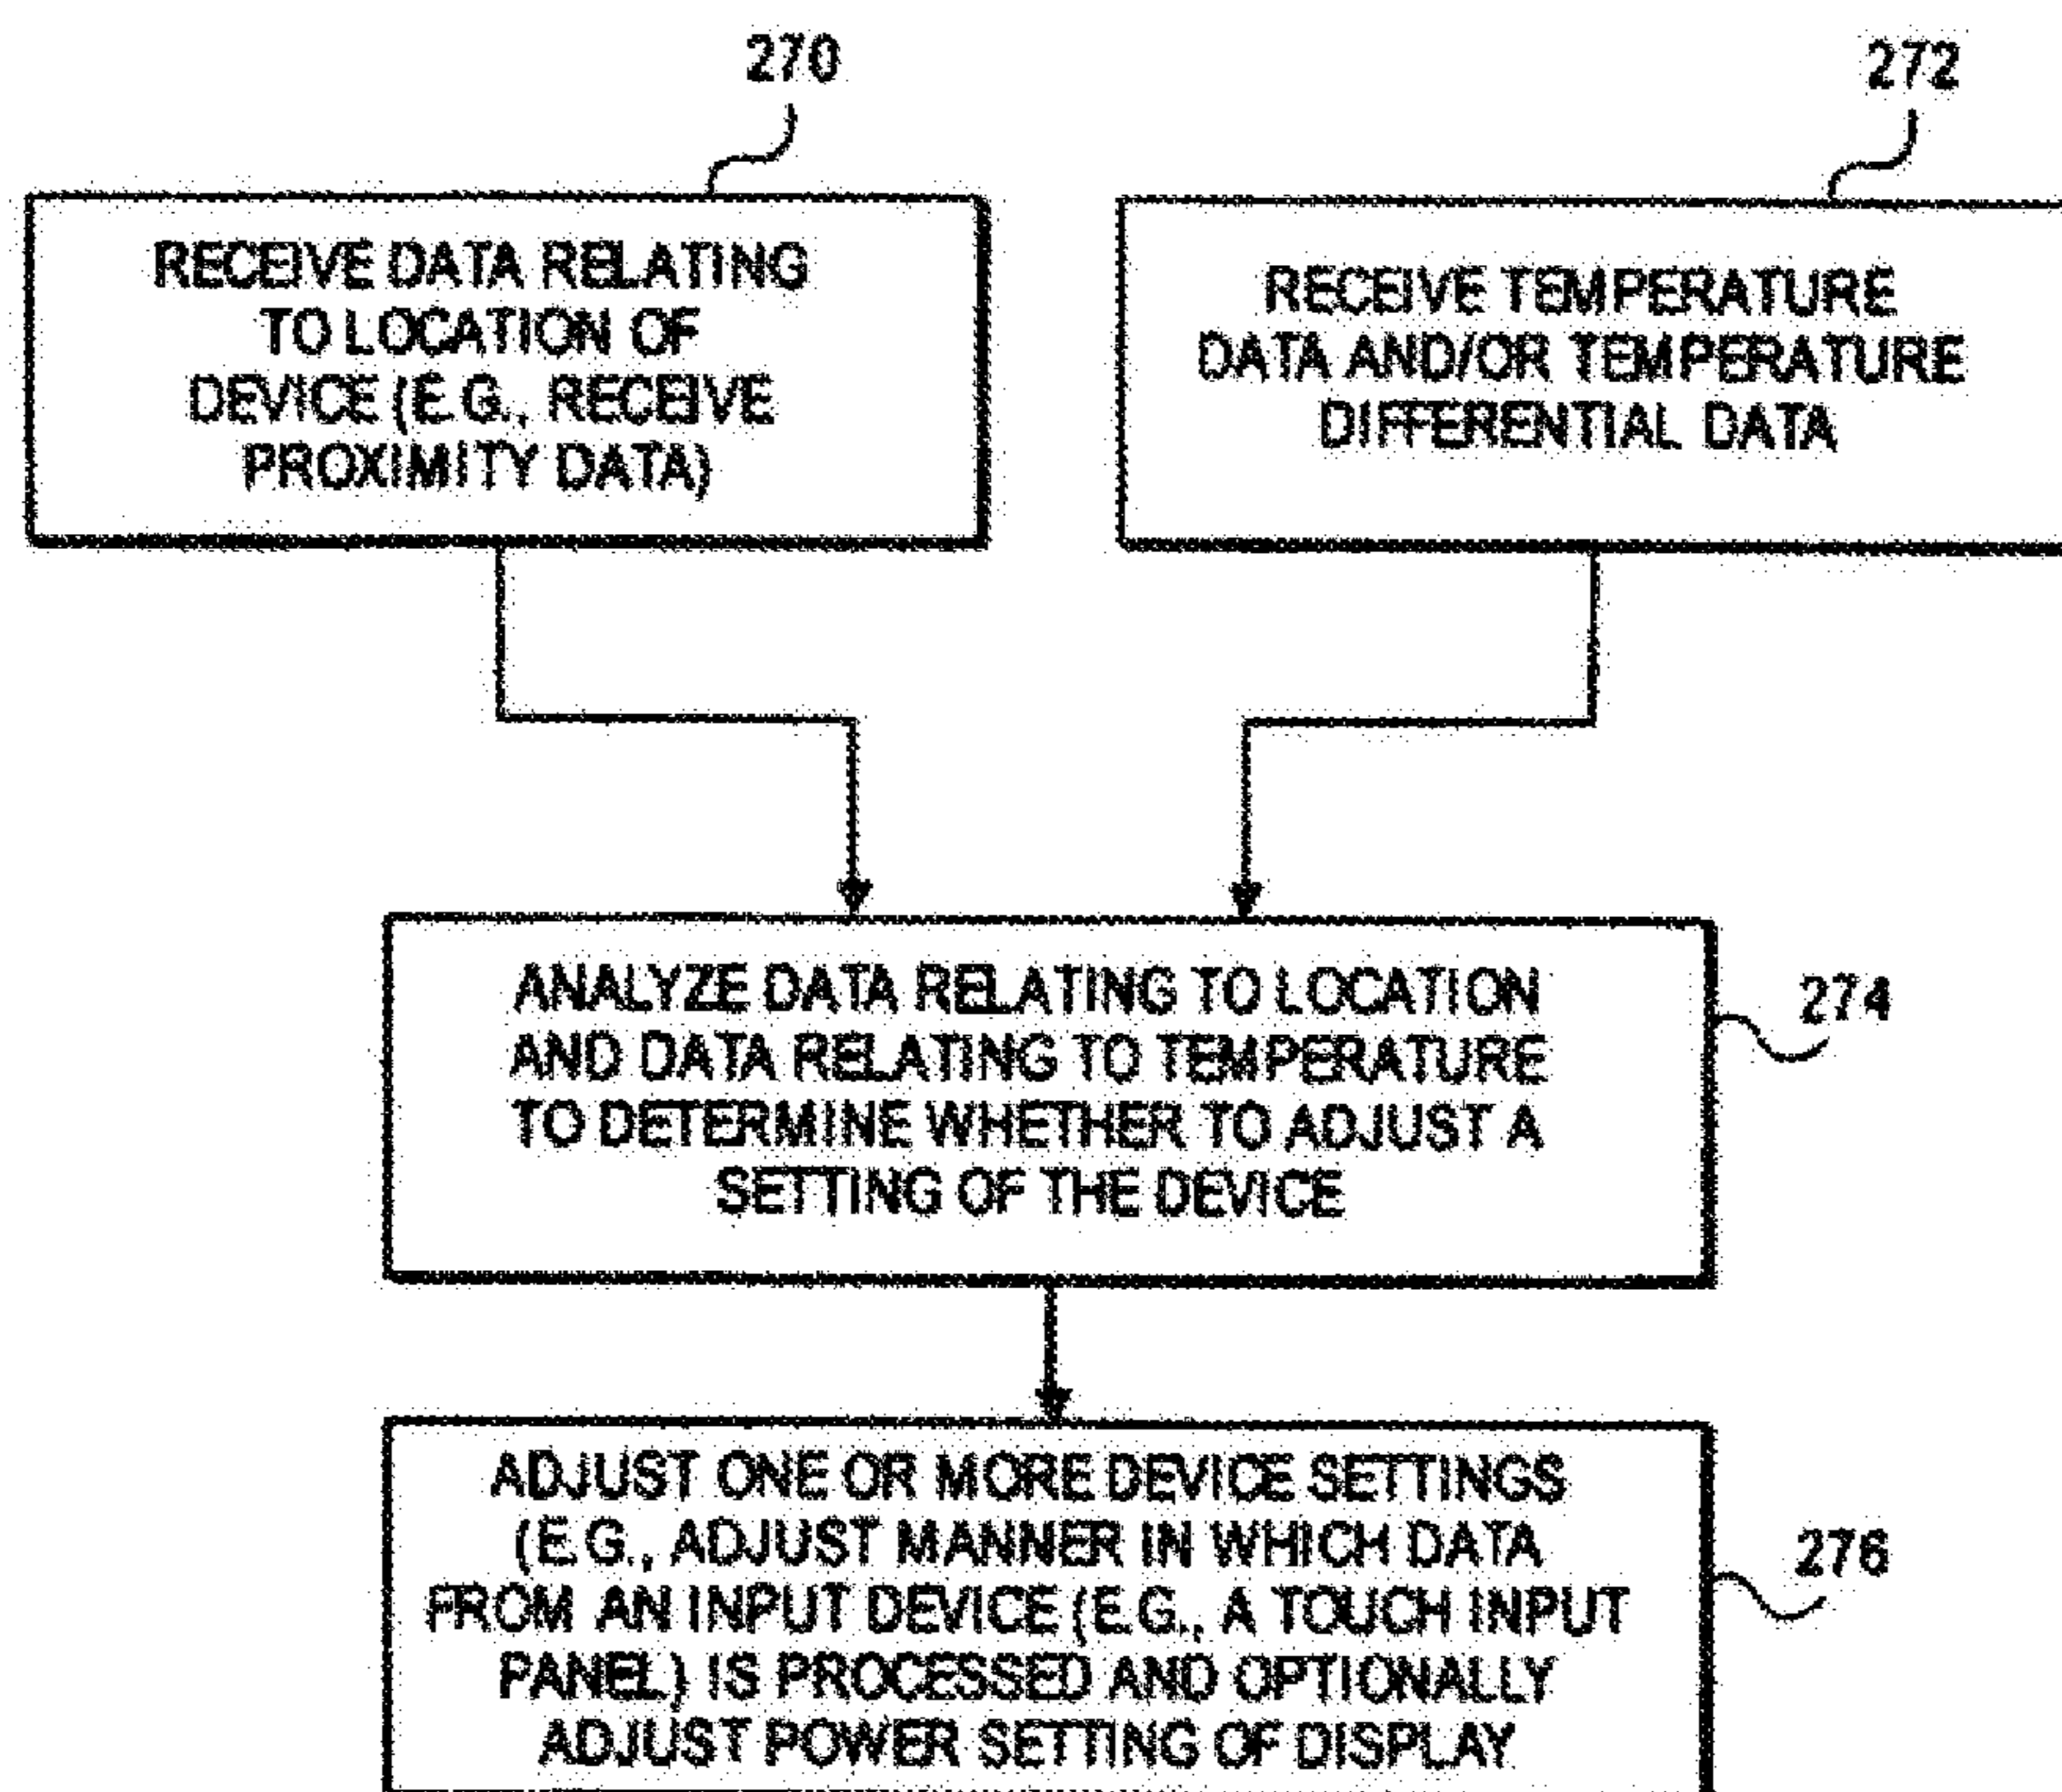 270
272
RECEIVE DATA RELATING
TO LOCATION OF
DEVICE (E.G., RECEIVE
PROXIMITY DATA)
RECEIVE TEMPERATURE
DATA AND/OR TEMPERATURE
DIFFERENTIAL DATA
ANALYZE DATA RELATING TO LOCATION
AND DATA RELATING TO TEMPERATURE
TO DETERMINE WHETHER TO ADJUST A
SETTING OF THE DEVICE
274
ADJUST ONE OR MORE DEVICE SETTINGS
(E.G., ADJUST MANNER IN WHICH DATA
FROM AN INPUT DEVICE (E.G., A TOUCH INPUT
PANEL) IS PROCESSED AND OPTIONALLY
ADJUST POWER SETTING OF DISPLAY
276